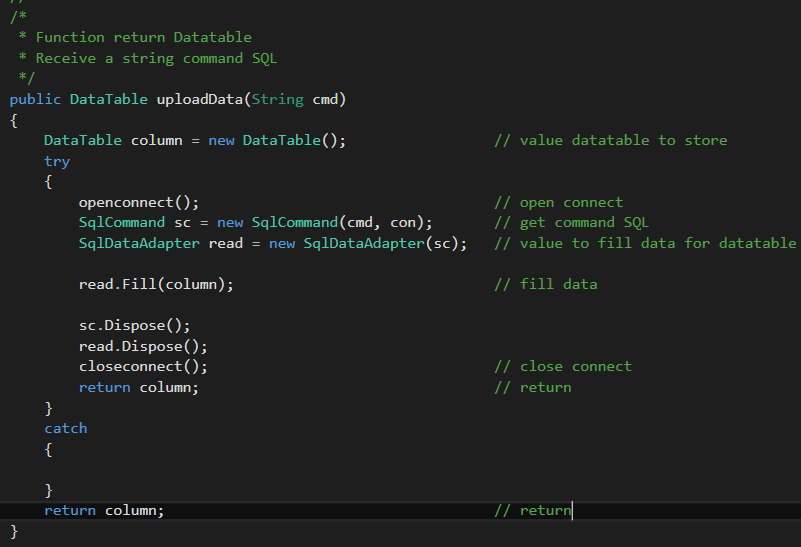 //
/*
 * Function return Datatable
 * Receive a string command SQL
 */
public DataTable uploadData(String cmd)
{
    DataTable column = new DataTable();                 // value datatable to store
    try
    {
        openconnect();                                  // open connect
        SqlCommand sc = new SqlCommand(cmd, con);       // get command SQL
        SqlDataAdapter read = new SqlDataAdapter(sc);   // value to fill data for datatable

        read.Fill(column);                              // fill data

        sc.Dispose();
        read.Dispose();
        closeconnect();                                 // close connect
        return column;                                  // return
    }
    catch
    {

    }
    return column;                                      // return
}